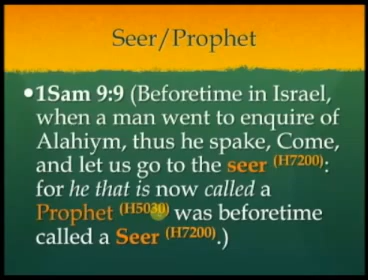 Seer/Prophet
•1Sam 9:9 (Beforetime in Israel,
when a man went to enquire of
Alahiym, thus he spake, Come,
and let us go to the seer (H7200):
for he that is now called a
Prophet (H5030) was beforetime
called a Seer (H7200).)